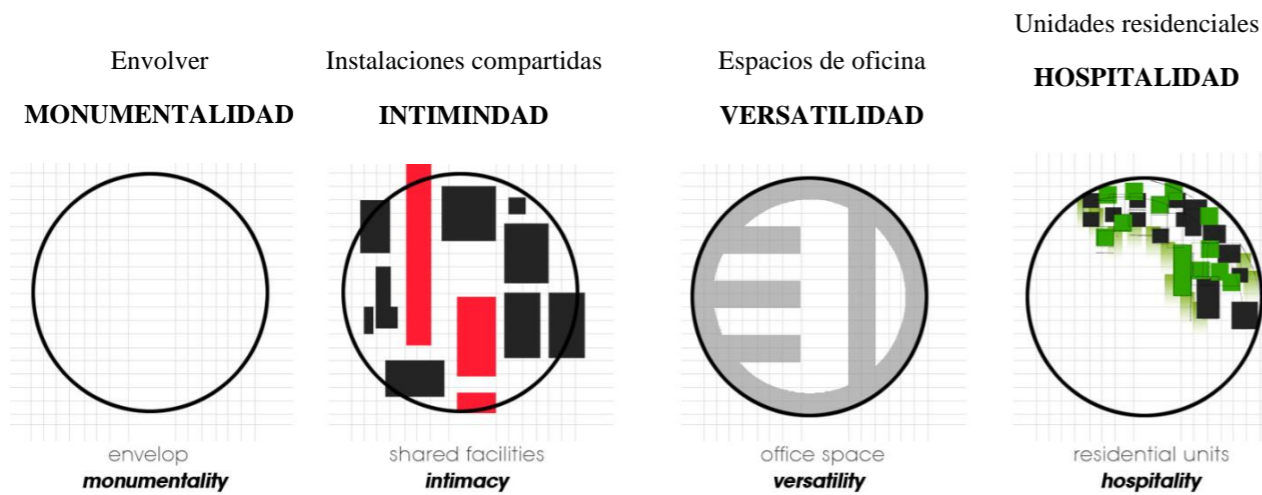 Envolver
MONUMENTALIDAD
Instalaciones compartidas
INTIMINDAD
Espacios de oficina
VERSATILIDAD
Unidades residenciales
HOSPITALIDAD
envelop
monumentality
shared facilities
intimacy
office space
versatility
residential units
hospitality